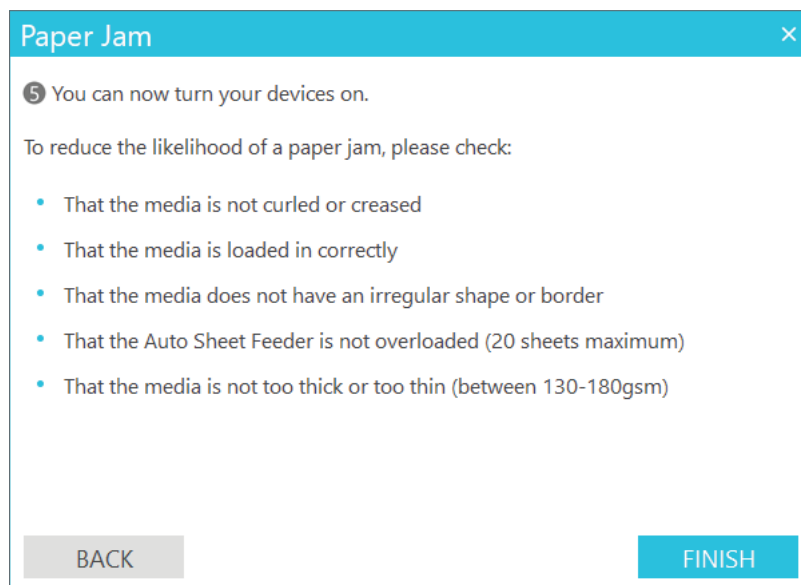 Paper Jam ×
❺ You can now turn your devices on.
To reduce the likelihood of a paper jam, please check:
• That the media is not curled or creased
• That the media is loaded in correctly
• That the media does not have an irregular shape or border
• That the Auto Sheet Feeder is not overloaded (20 sheets maximum)
• That the media is not too thick or too thin (between 130-180gsm)
BACK FINISH